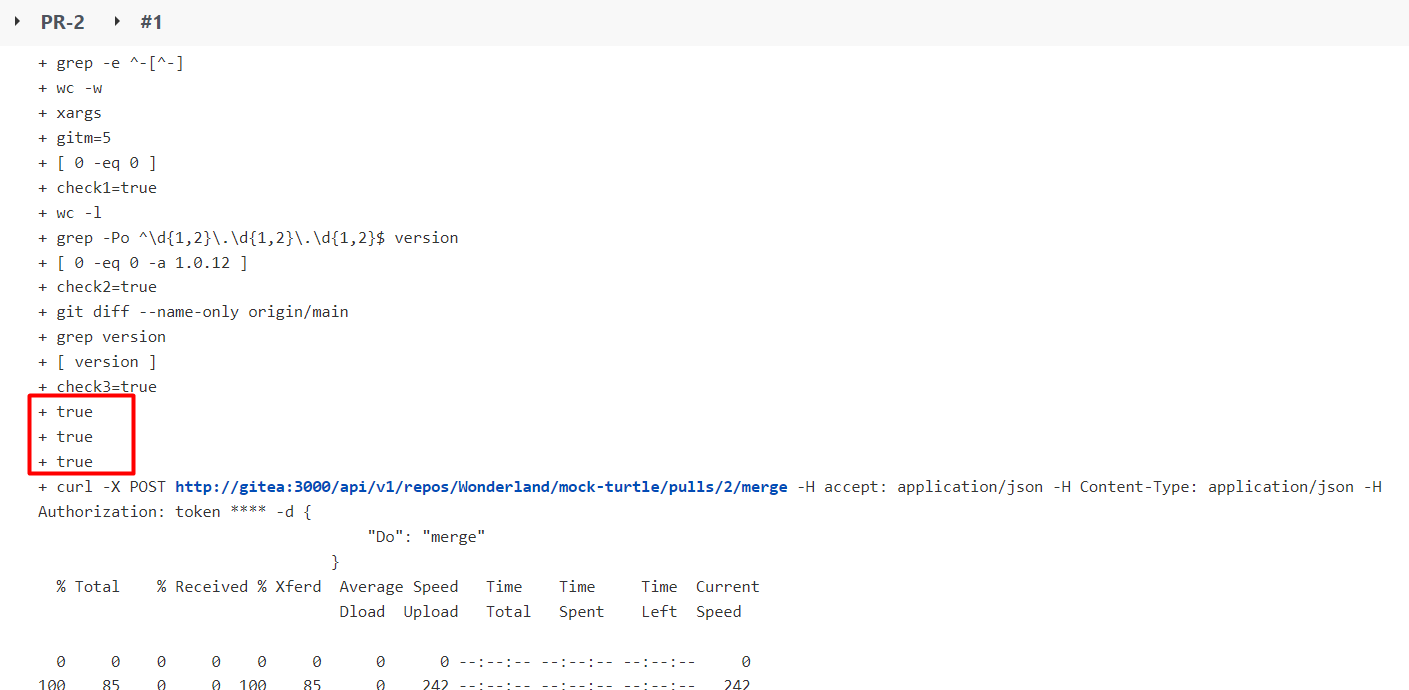 PR-2 #1
+ grep -e ^-[^-]
+ wc -w
+ xargs
+ gitm=5
+ [ 0 -eq 0 ]
+ check1=true
+ wc -l
+ grep -Po ^\d{1,2}\.\d{1,2}\.\d{1,2}$ version
+ [ 0 -eq 0 -a 1.0.12 ]
+ check2=true
+ git diff --name-only origin/main
+ grep version
+ [ version ]
+ check3=true
+ true
+ true
+ true
+ curl -X POST http://gitea:3000/api/v1/repos/Wonderland/mock-turtle/pulls/2/merge -H accept: application/json -H Content-Type: application/json -H
Authorization: token **** -d {
"Do": "merge"
}
% Total % Received % Xferd Average Speed Time Time Time Current
Dload Upload Total Spent Left Speed
0 0 0 0 0 0 0 0 --:--:-- --:--:-- --:--:-- 0
100 85 0 0 100 85 0 242 --:--:-- --:--:-- --:--:-- 242